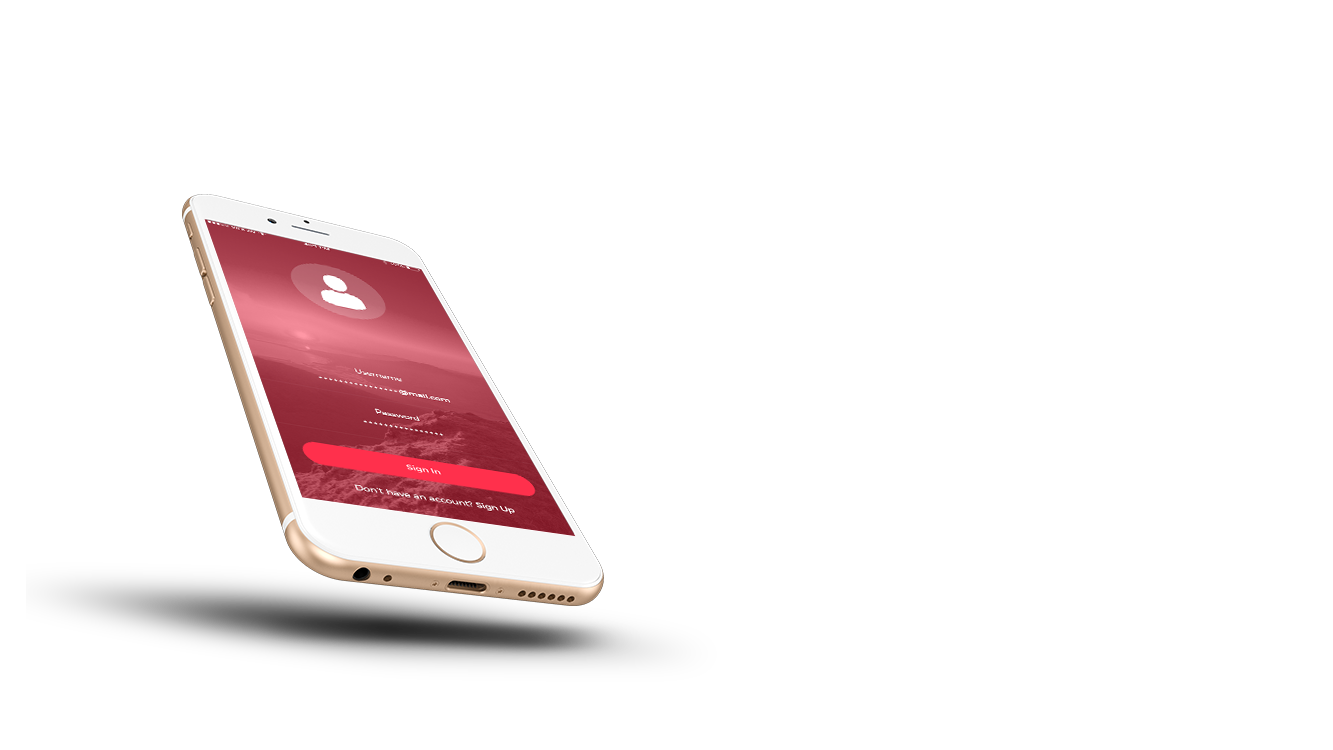 Username
••••••••••••••••@mail.com
Password
••••••••••••••••
Sign In
Don't have an account? Sign Up